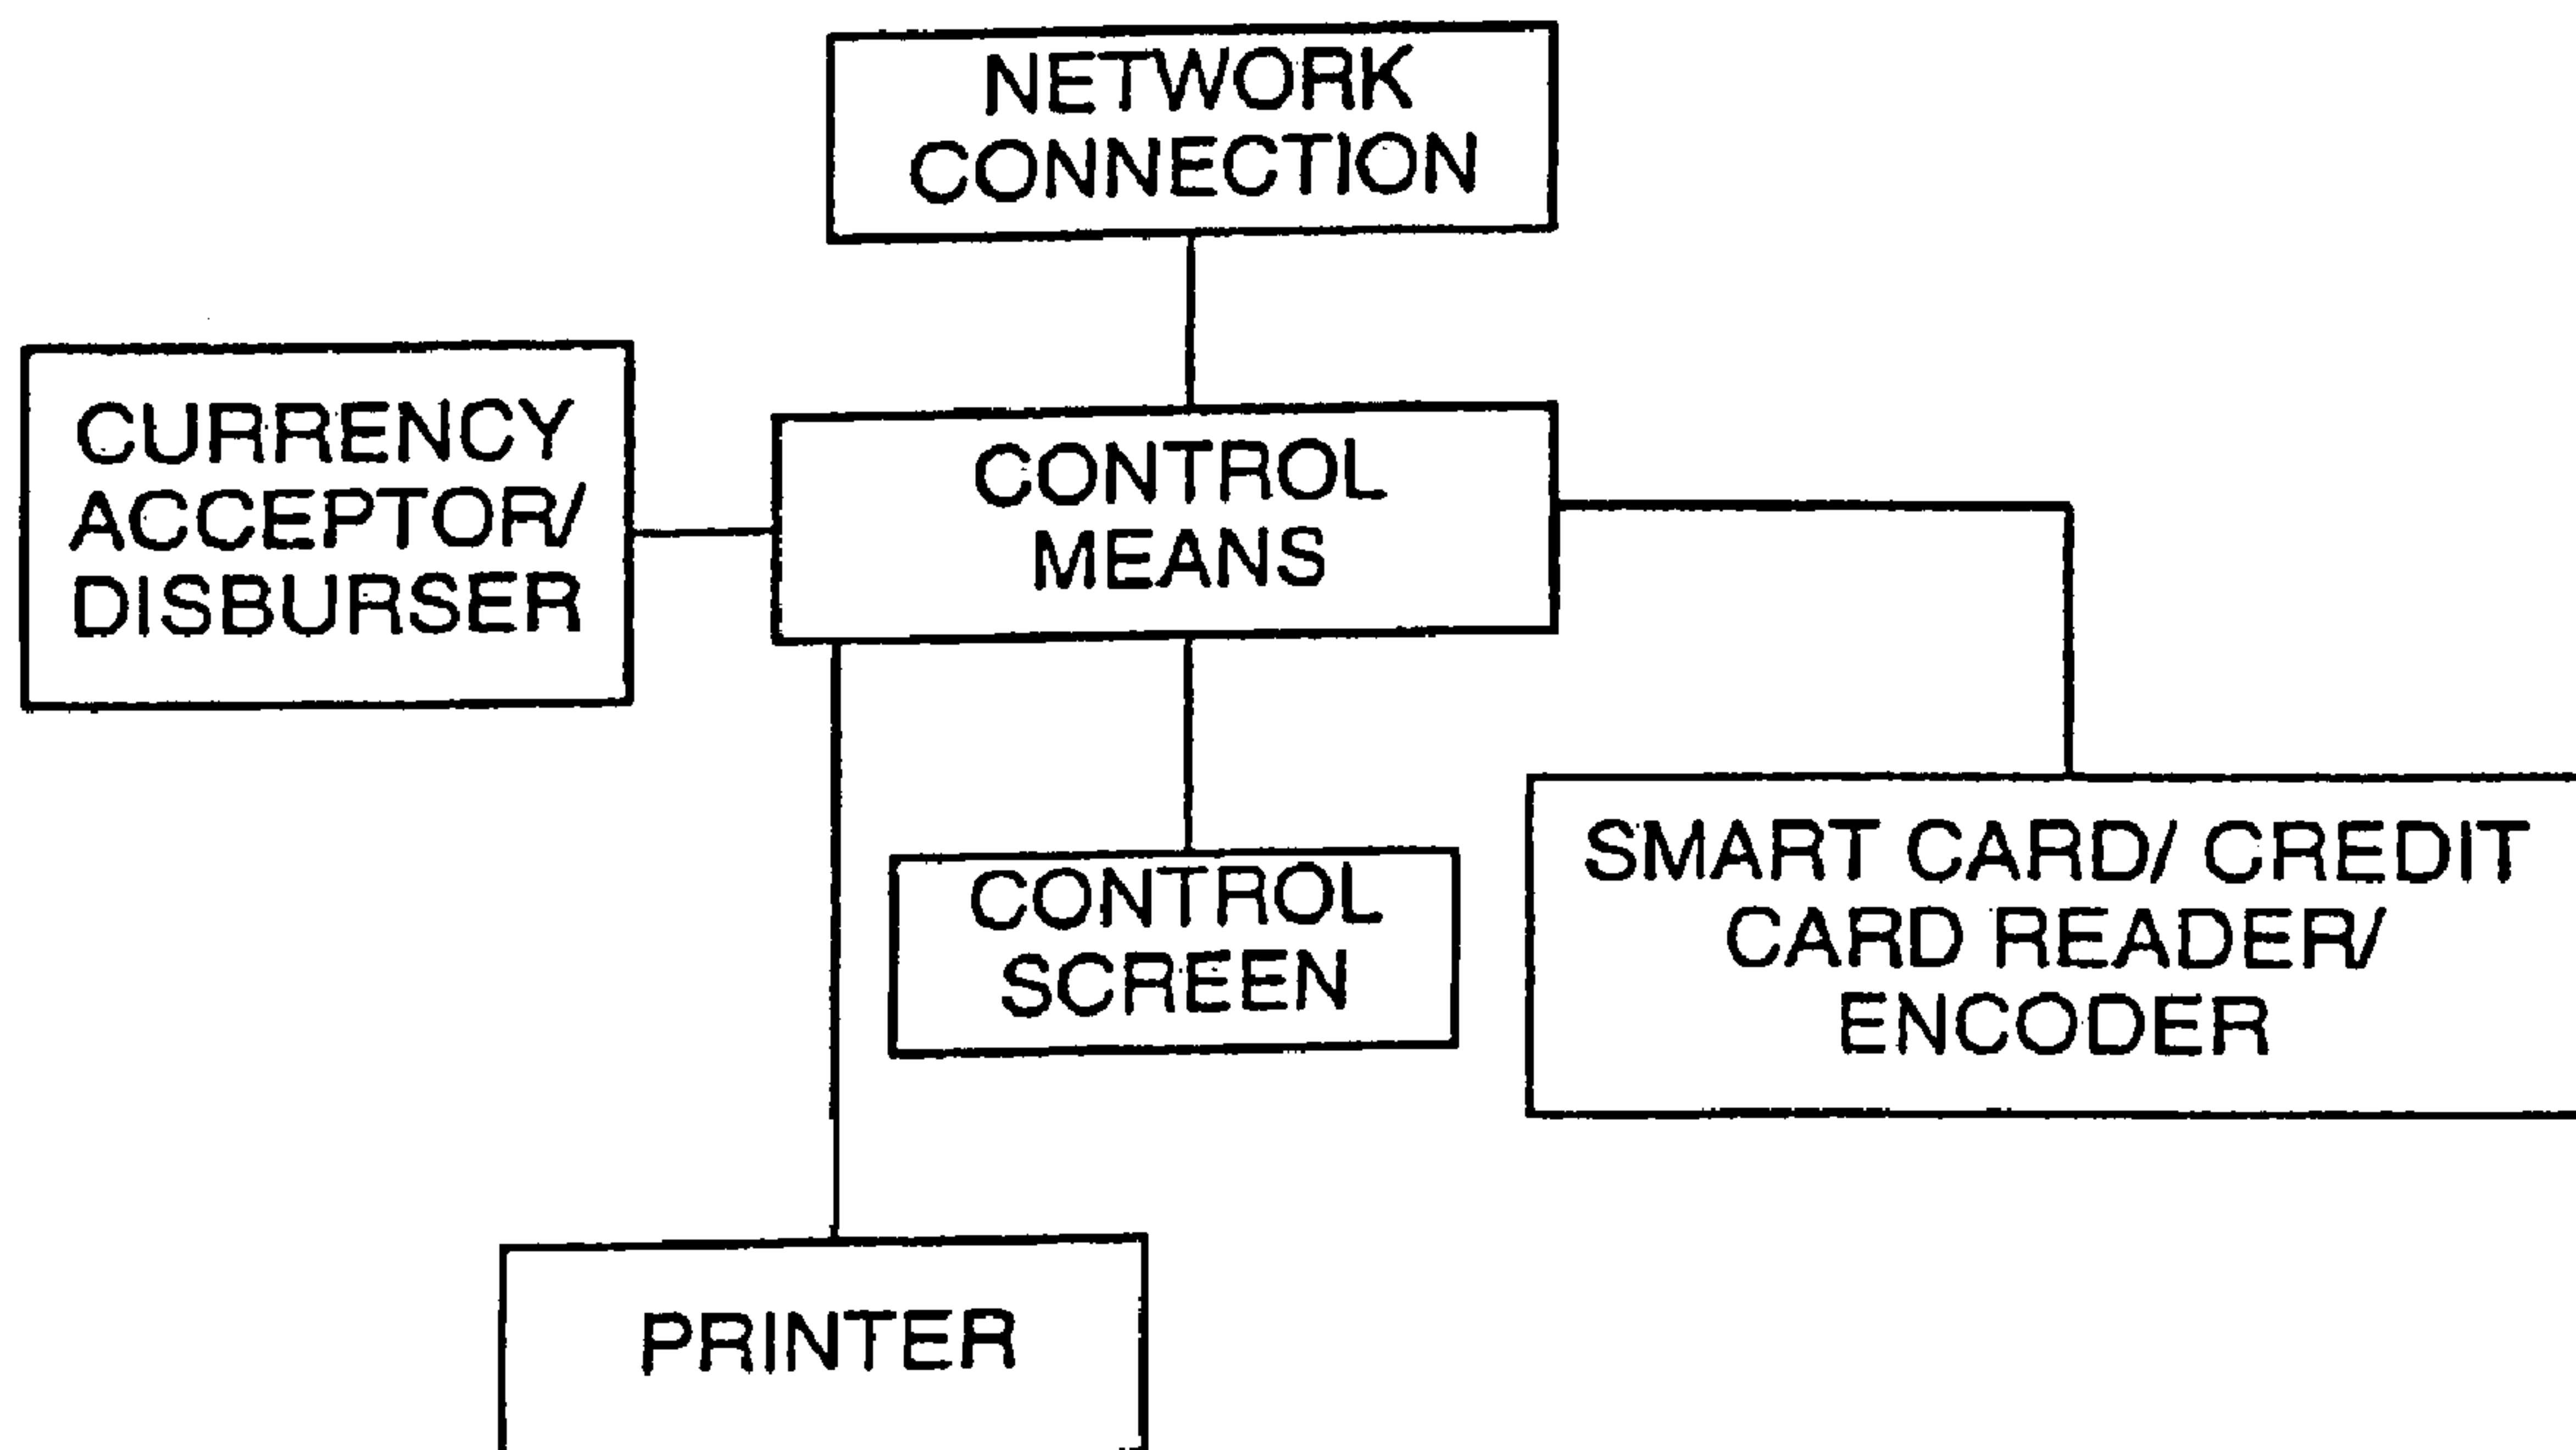 NETWORK
CONNECTION
CURRENCY
ACCEPTOR/
DISBURSER
CONTROL
MEANS
CONTROL
SCREEN
SMART CARD/ CREDIT
CARD READER/
ENCODER
PRINTER